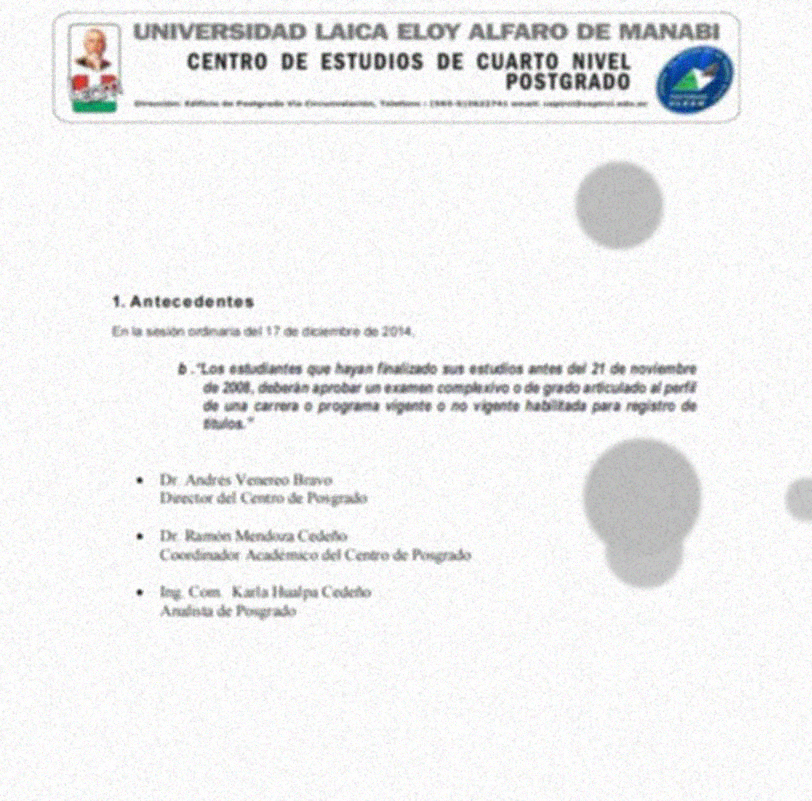 UNIVERSIDAD LAICA ELOY ALFARO DE MANABI
CENTRO DE ESTUDIOS DE CUARTO NIVEL
POSTGRADO
Dirección: Edificio de Postgrado Vía Circunvalación, Teléfono :
1. Antecedentes
En la sesión ordinaria del 17 de diciembre de 2014,
b ."Los estudiantes que hayan finalizado sus estudios antes del 21 de noviembre
de 2008, deberán aprobar un examen complexivo o de grado articulado al perfil
de una carrera o programa vigente o no vigente habilitada para registro de
títulos."
• Dr. Andrés Venereo Bravo
Director del Centro de Posgrado
• Dr. Ramón Mendoza Cedeño
Coordinador Académico del Centro de Posgrado
• Ing. Com. Karla Hualpa Cedeño
Analista de Posgrado